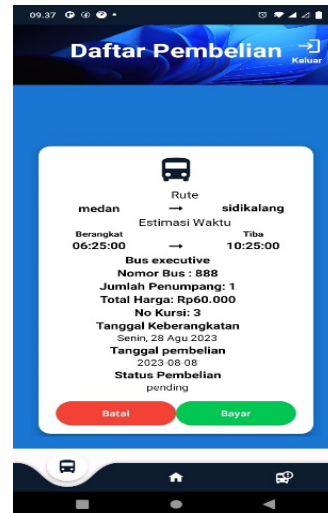 09.37
Daftar Pembelian
Keluar
Rute
medan → sidikalang
Estimasi Waktu
Berangkat Tiba
06:25:00 → 10:25:00
Bus executive
Nomor Bus : 888
Jumlah Penumpang: 1
Total Harga: Rp60.000
No Kursi: 3
Tanggal Keberangkatan
Senin, 28 Agu 2023
Tanggal pembelian
2023-08-08
Status Pembelian
pending
Batal Bayar